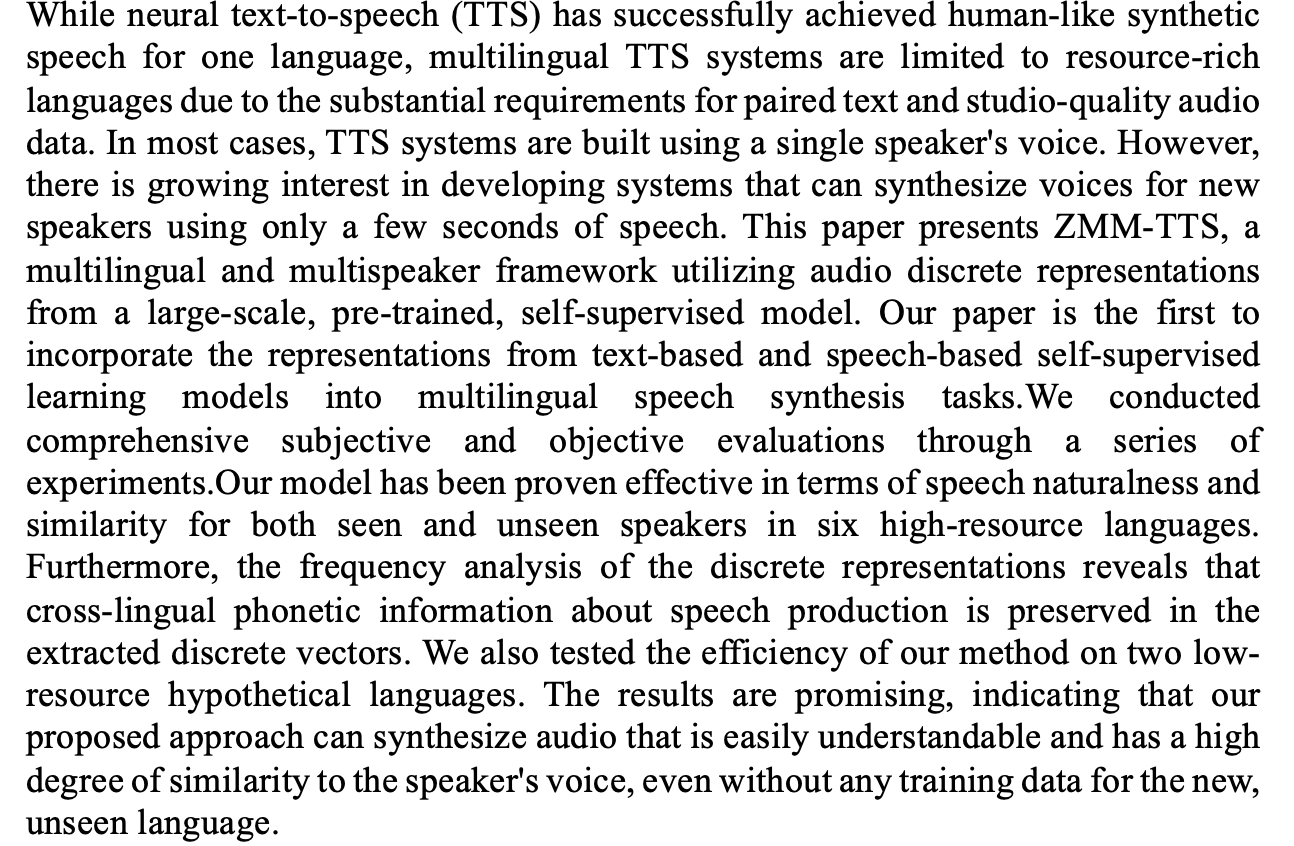 While neural text-to-speech (TTS) has successfully achieved human-like synthetic
speech for one language, multilingual TTS systems are limited to resource-rich
languages due to the substantial requirements for paired text and studio-quality audio
data. In most cases, TTS systems are built using a single speaker's voice. However,
there is growing interest in developing systems that can synthesize voices for new
speakers using only a few seconds of speech. This paper presents ZMM-TTS, a
multilingual and multispeaker framework utilizing audio discrete representations
from a large-scale, pre-trained, self-supervised model. Our paper is the first to
incorporate the representations from text-based and speech-based self-supervised
learning models into multilingual speech synthesis tasks.We conducted
comprehensive subjective and objective evaluations through a series of
experiments.Our model has been proven effective in terms of speech naturalness and
similarity for both seen and unseen speakers in six high-resource languages.
Furthermore, the frequency analysis of the discrete representations reveals that
cross-lingual phonetic information about speech production is preserved in the
extracted discrete vectors. We also tested the efficiency of our method on two low-
resource hypothetical languages. The results are promising, indicating that our
proposed approach can synthesize audio that is easily understandable and has a high
degree of similarity to the speaker's voice, even without any training data for the new,
unseen language.